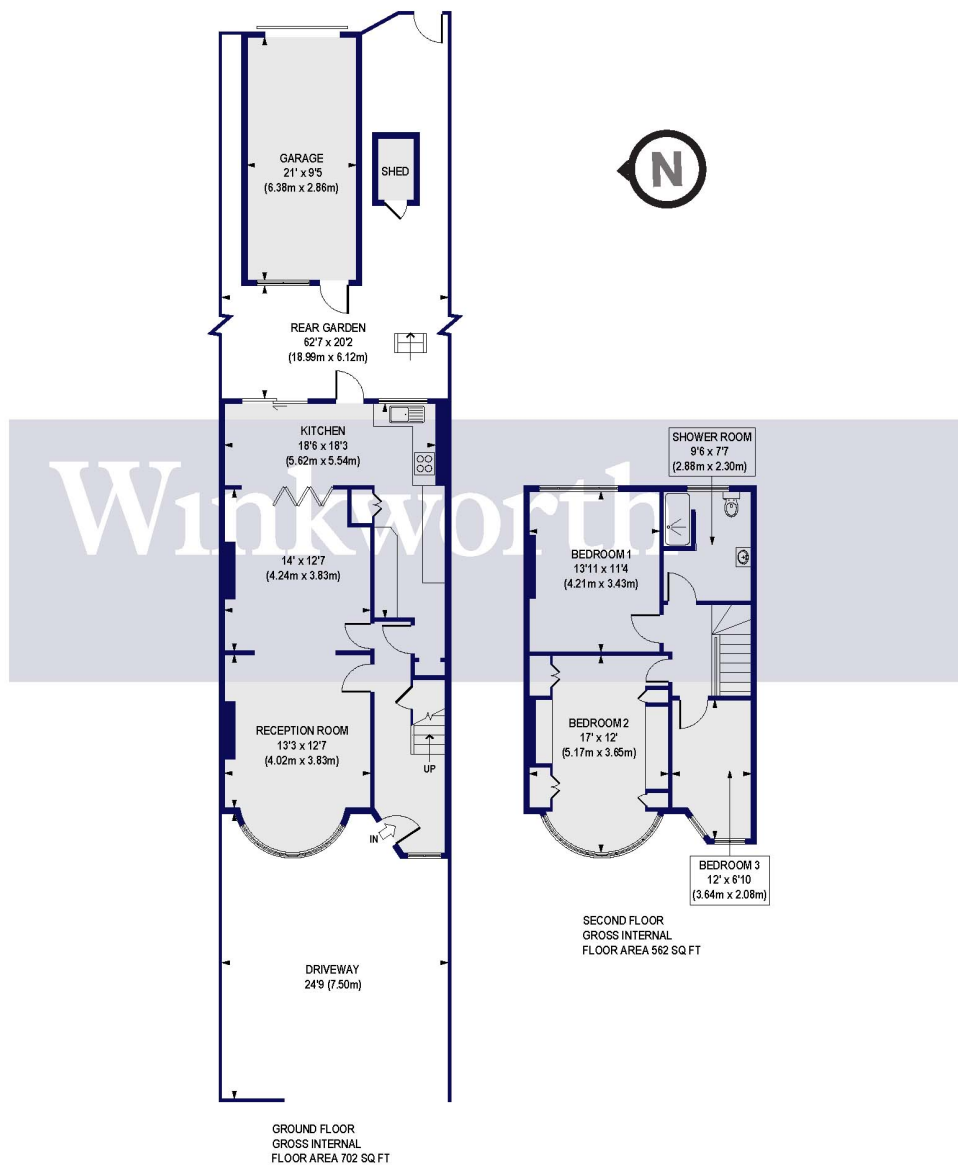 GARAGE
21' x 9'5
(6.38m x 2.86m)
SHED
N
REAR GARDEN
62'7 x 20'2
(18.99m x 6.12m)
KITCHEN
18'6 x 18'3
(5.62m x 5.54m)
SHOWER ROOM
9'6 x 7'7
(2.88m x 2.30m)
Winkworth
14' x 12'7
(4.24m x 3.83m)
BEDROOM 1
13'11 x 11'4
(4.21m x 3.43m)
RECEPTION ROOM
13'3 x 12'7
(4.02m x 3.83m)
UP
IN
BEDROOM 2
17' x 12'
(5.17m x 3.65m)
BEDROOM 3
12' x 6'10
(3.64m x 2.08m)
SECOND FLOOR
GROSS INTERNAL
FLOOR AREA 562 SQ FT
DRIVEWAY
24'9 (7.50m)
GROUND FLOOR
GROSS INTERNAL
FLOOR AREA 702 SQ FT